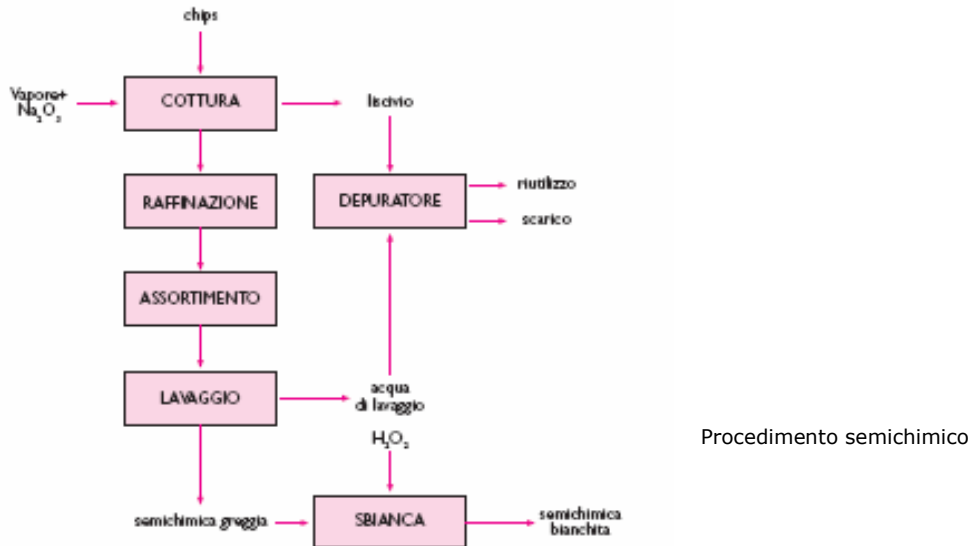 chips
Vapore+
Na₂O₂
COTTURA
liscivio
RAFFINAZIONE
DEPURATORE
riutilizzo
scarico
ASSORTIMENTO
LAVAGGIO
acqua
di lavaggio
H₂O₂
Procedimento semichimico
semichimica greggia
SBIANCA
semichimica
bianchita